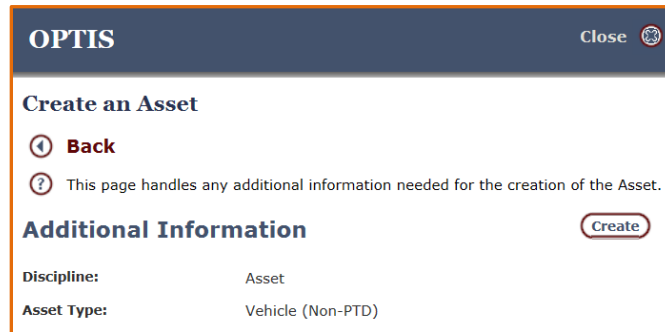 OPTIS Close
Create an Asset
Back
? This page handles any additional information needed for the creation of the Asset.
Additional Information Create
Discipline: Asset
Asset Type: Vehicle (Non-PTD)